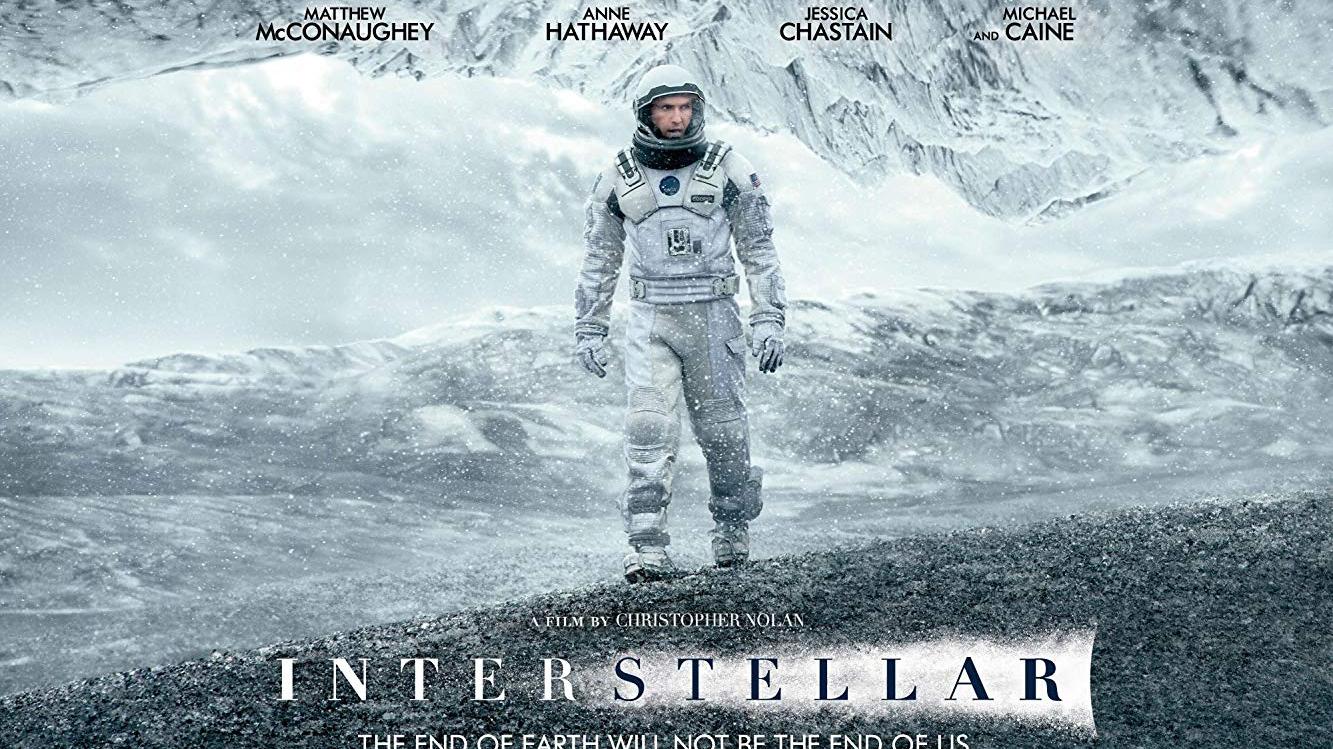 MATTHEW McCONAUGHEY
ANNE HATHAWAY
JESSICA CHASTAIN
AND MICHAEL CAINE
COOPER
A FILM BY CHRISTOPHER NOLAN
INTERSTELLAR
THE END OF EARTH WILL NOT BE THE END OF US